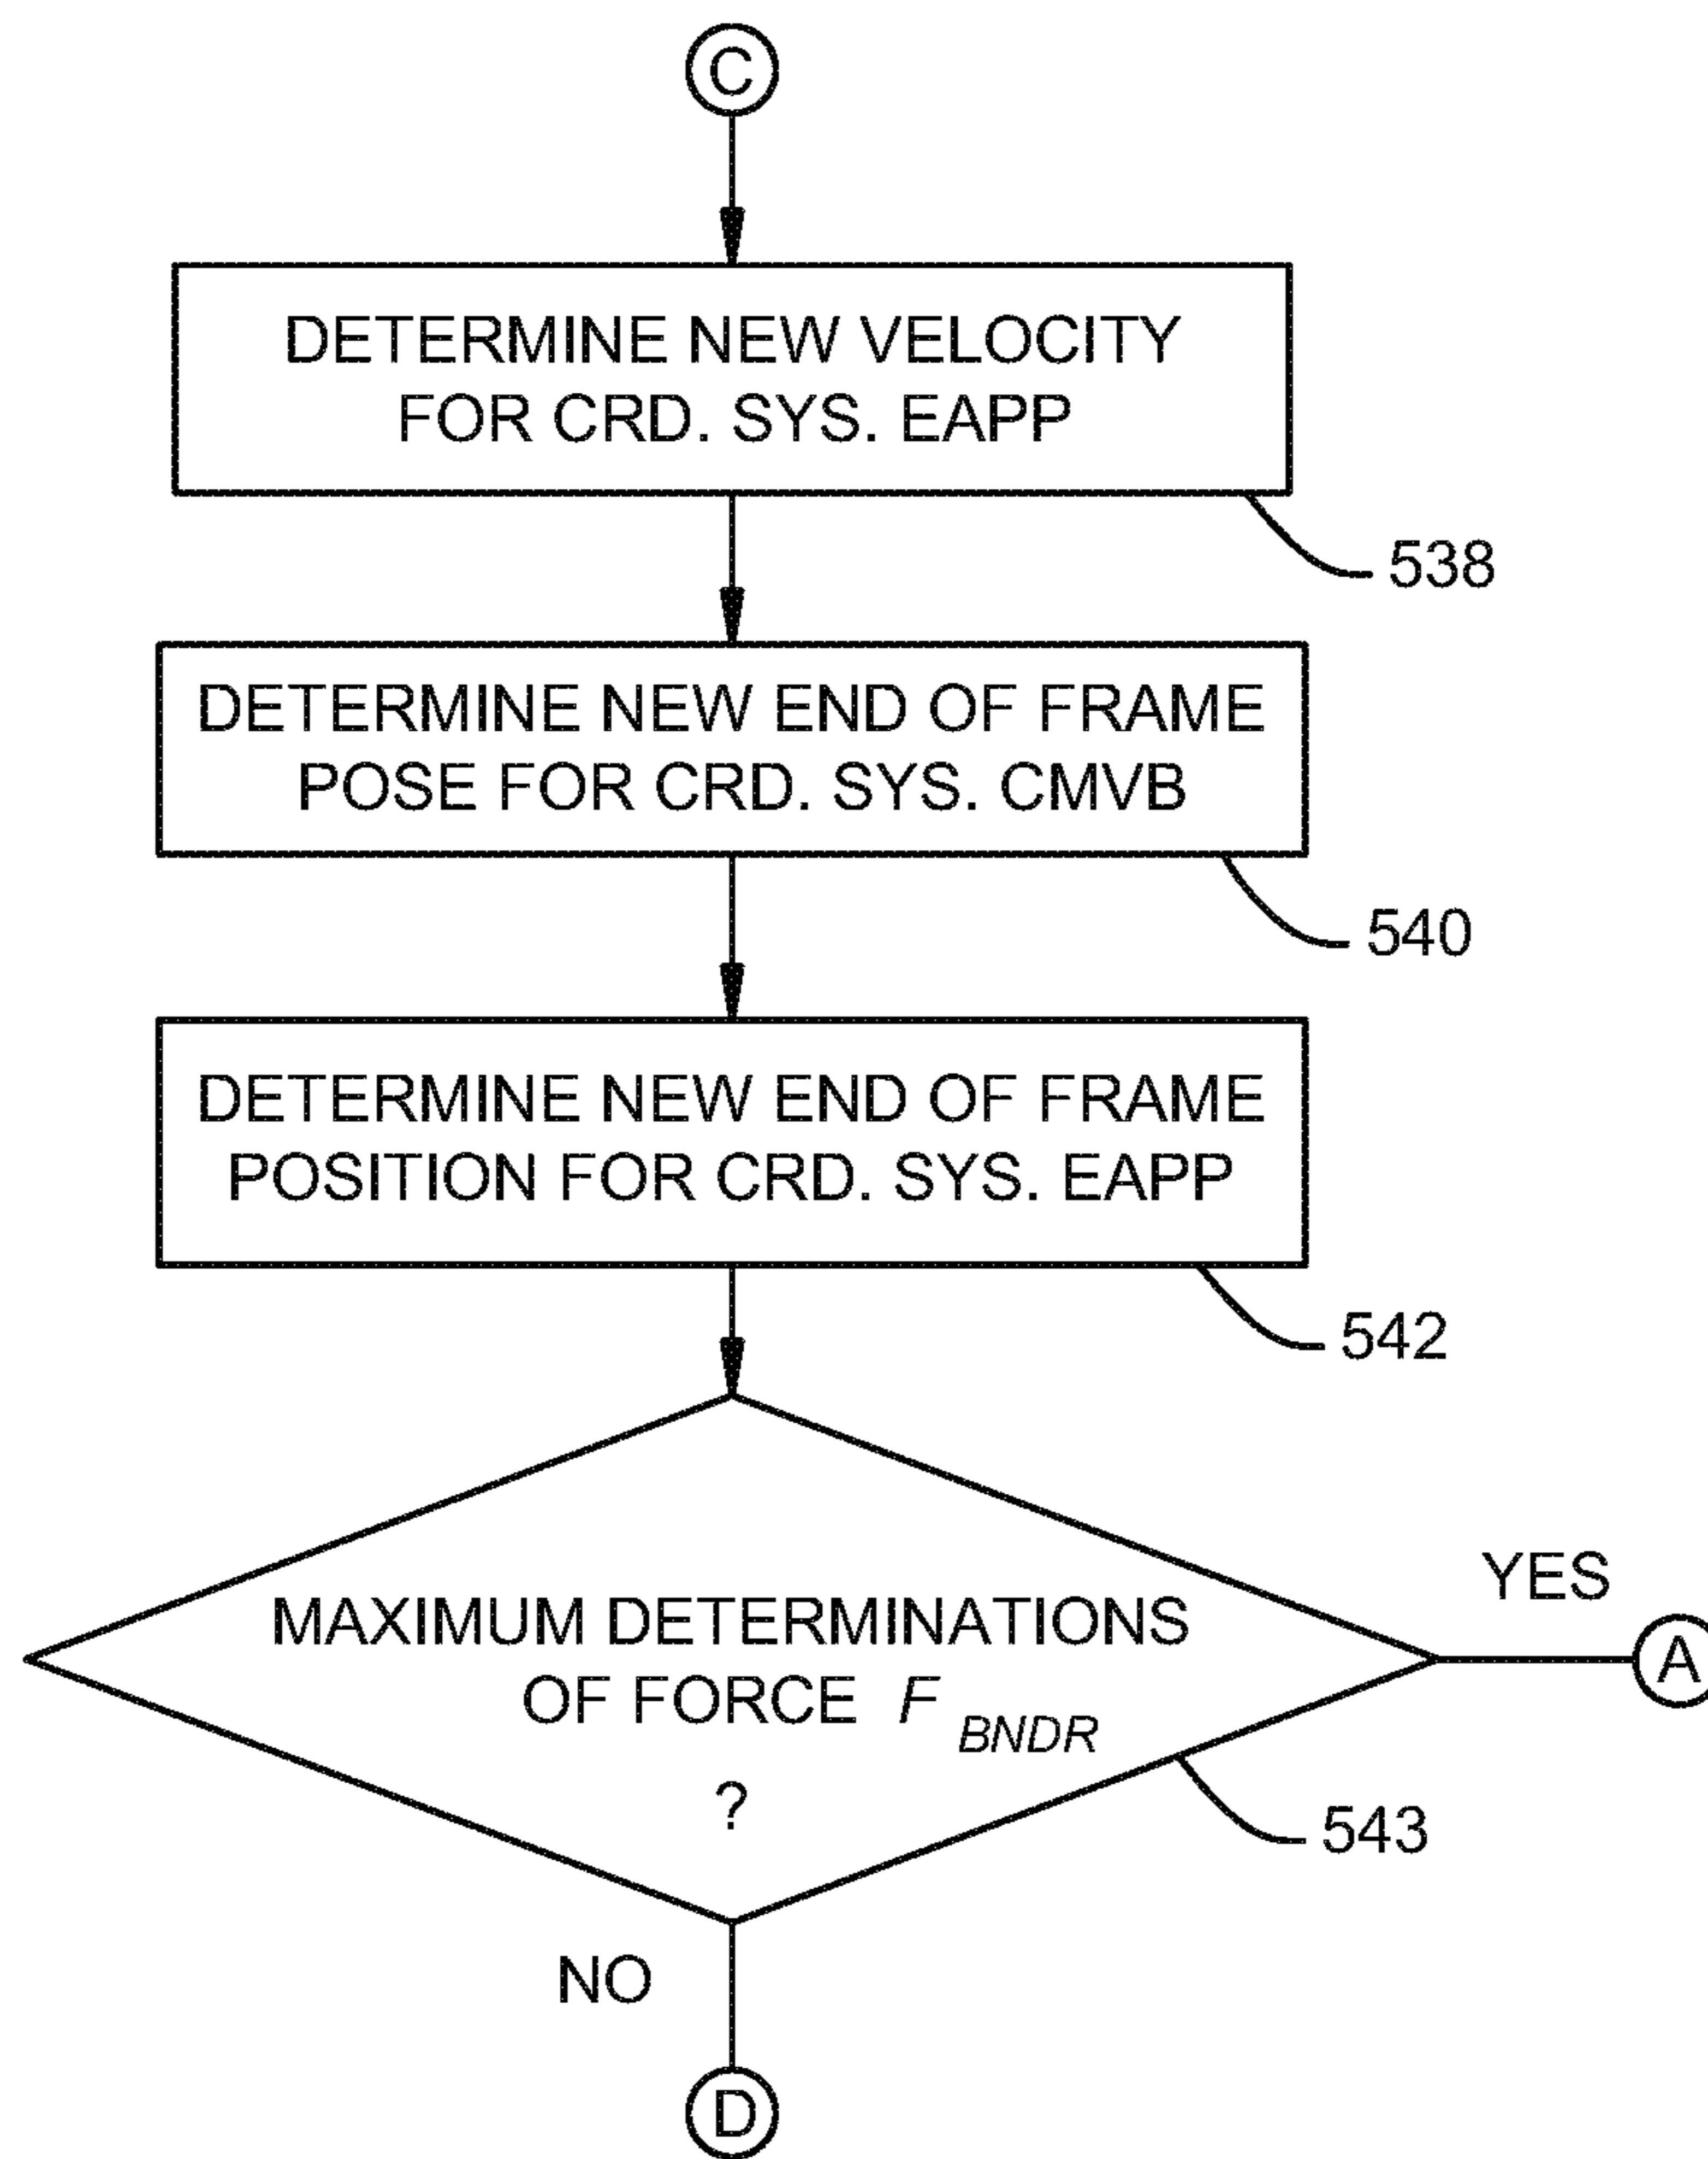 C
DETERMINE NEW VELOCITY
FOR CRD. SYS. EAPP
538
DETERMINE NEW END OF FRAME
POSE FOR CRD. SYS. CMVB
540
DETERMINE NEW END OF FRAME
POSITION FOR CRD. SYS. EAPP
542
MAXIMUM DETERMINATIONS
OF FORCE F BNDR
?
YES
A
543
NO
D